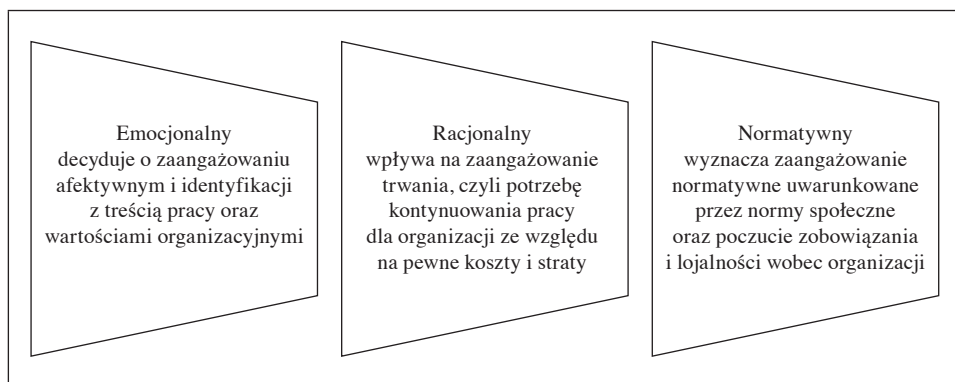 Emocjonalny
decyduje o zaangażowaniu
afektywnym i identyfikacji
z treścią pracy oraz
wartościami organizacyjnymi
Racjonalny
wpływa na zaangażowanie
trwania, czyli potrzebę
kontynuowania pracy
dla organizacji ze względu
na pewne koszty i straty
Normatywny
wyznacza zaangażowanie
normatywne uwarunkowane
przez normy społeczne
oraz poczucie zobowiązania
i lojalności wobec organizacji